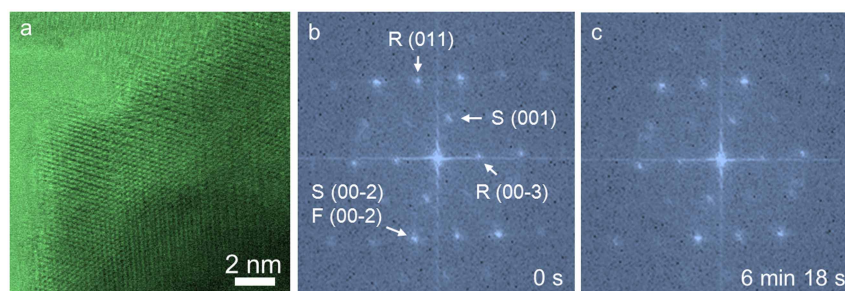 a
2 nm
b
R (011)
S (001)
S (00-2)
F (00-2)
R (00-3)
0 s
c
6 min 18 s